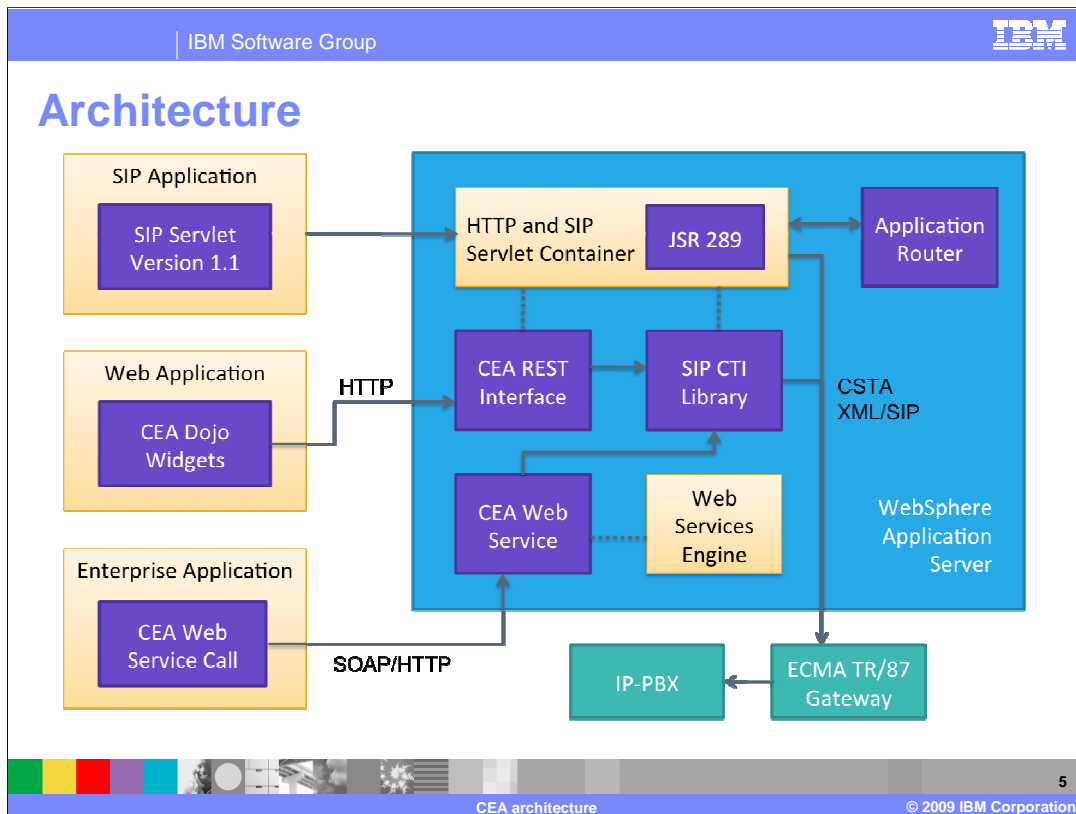 IBM Software Group
IBM
Architecture
SIP Application
SIP Servlet
Version 1.1
HTTP and SIP
Servlet Container
JSR 289
Application
Router
Web Application
CEA Dojo
Widgets
HTTP
CEA REST
Interface
SIP CTI
Library
CSTA
XML/SIP
CEA Web
Service
Web
Services
Engine
WebSphere
Application
Server
Enterprise Application
CEA Web
Service Call
SOAP/HTTP
IP-PBX
ECMA TR/87
Gateway
5
CEA architecture
© 2009 IBM Corporation